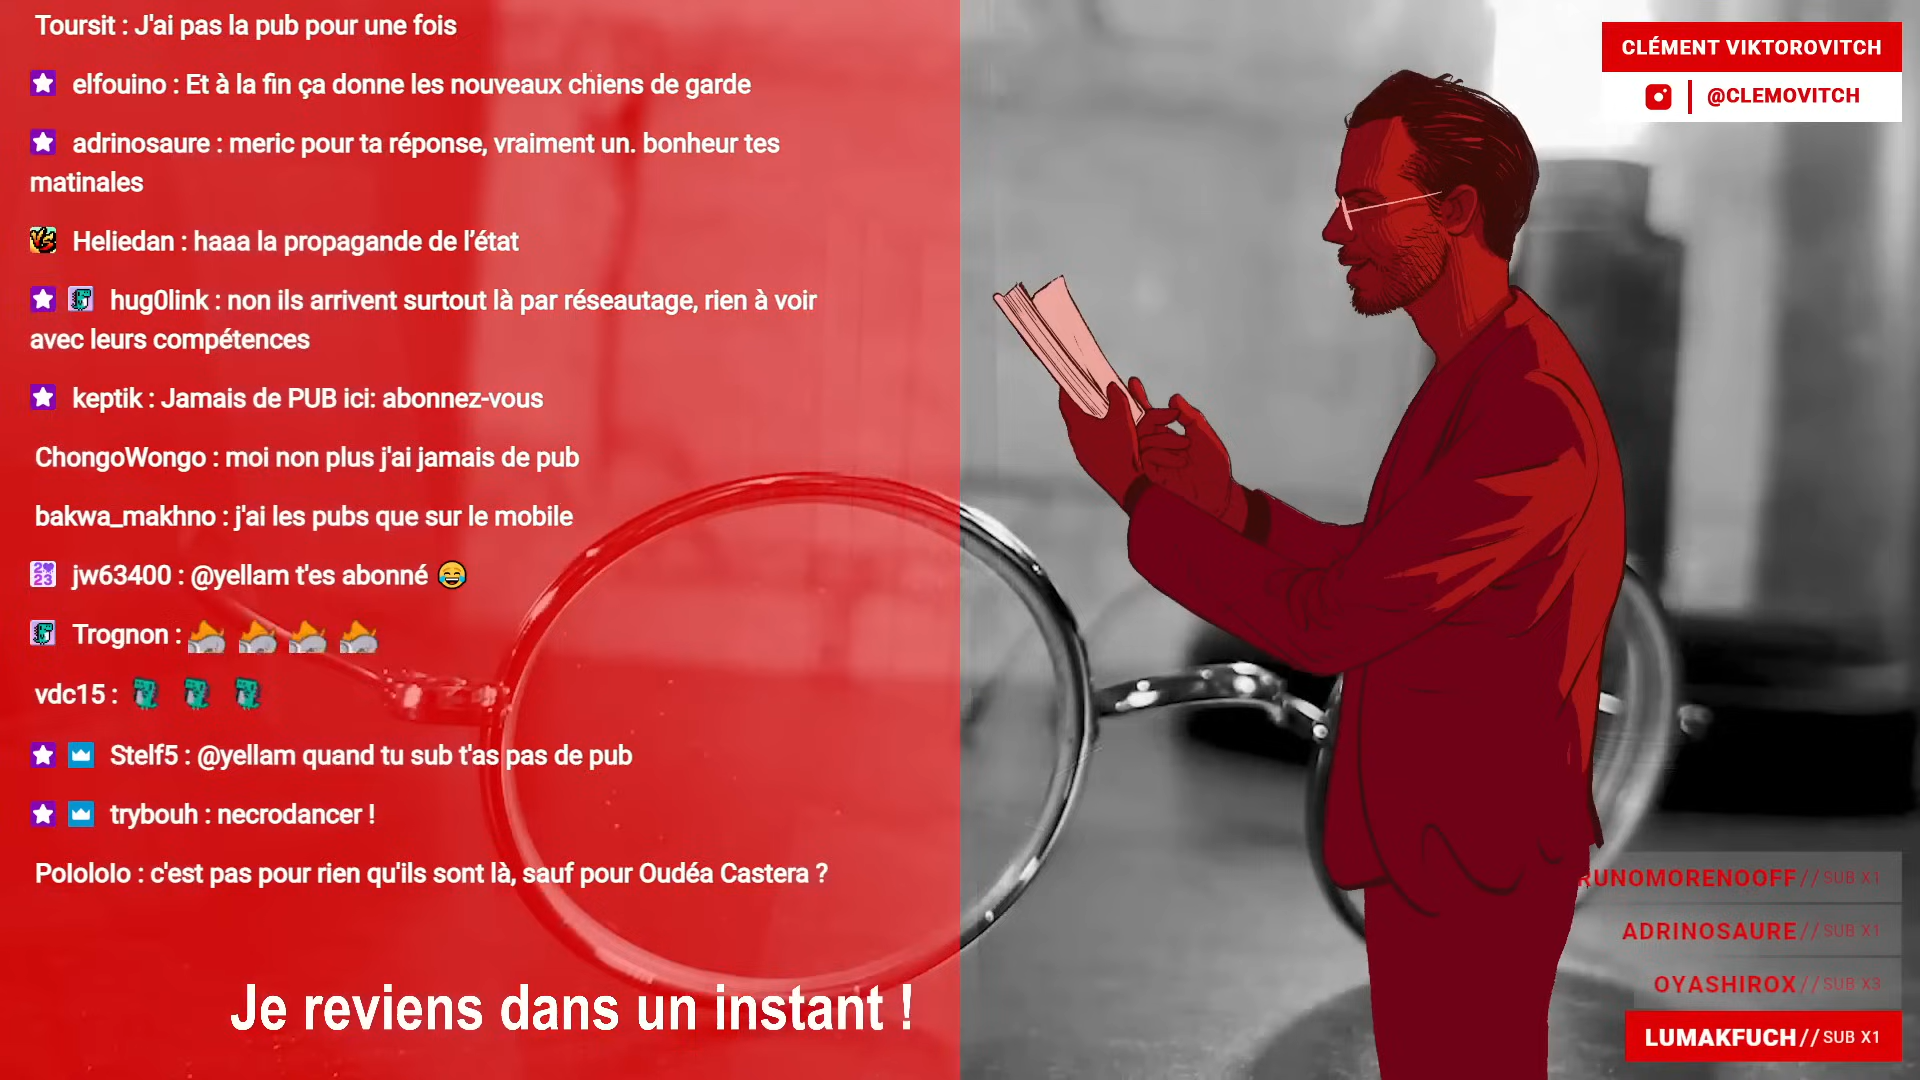 Toursit : J'ai pas la pub pour une fois
elfouino : Et à la fin ça donne les nouveaux chiens de garde
adrinosaure : meric pour ta réponse, vraiment un. bonheur tes
matinales
Heliedan : haaa la propagande de l’état
hug0link : non ils arrivent surtout là par réseautage, rien à voir
avec leurs compétences
keptik : Jamais de PUB ici: abonnez-vous
ChongoWongo : moi non plus j'ai jamais de pub
bakwa_makhno : j'ai les pubs que sur le mobile
jw63400 : @yellam t'es abonné 😂
Trognon :
vdc15 :
Stelf5 : @yellam quand tu sub t'as pas de pub
trybouh : necrodancer !
Polololo : c'est pas pour rien qu'ils sont là, sauf pour Oudéa Castera ?
Je reviens dans un instant !
CLÉMENT VIKTOROVITCH
@CLEMOVITCH
RUNOMORENOOFF// SUB X1
ADRINOSAURE// SUB X1
OYASHIROX// SUB X3
LUMAKFUCH// SUB X1